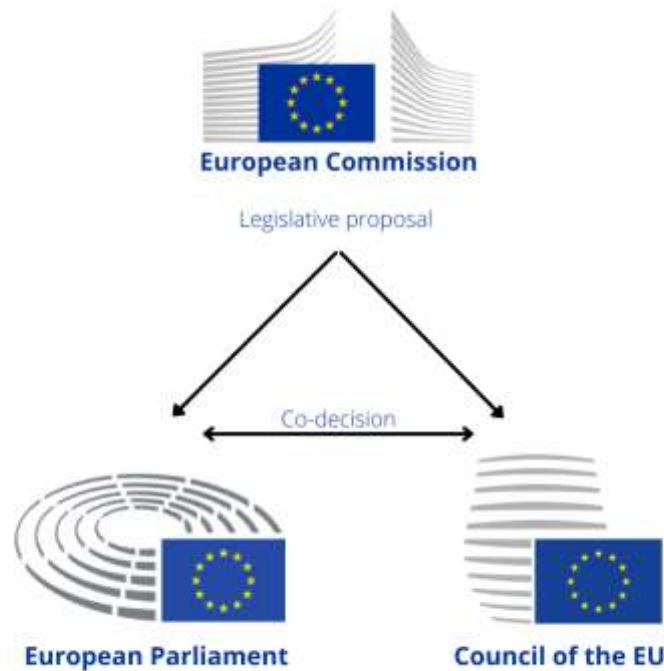 European Commission
Legislative proposal
Co-decision
European Parliament
Council of the EU